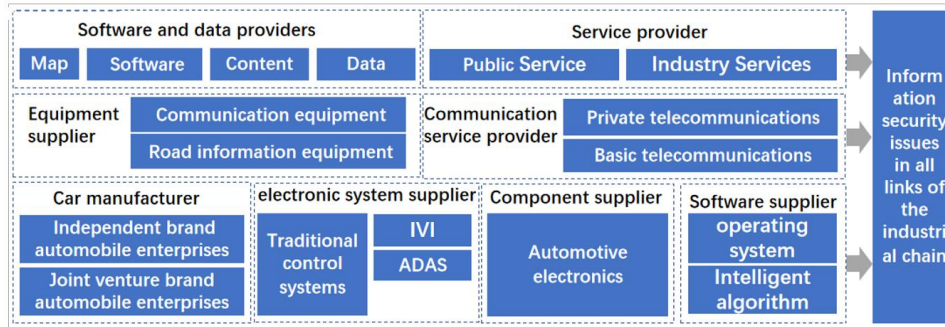 Software and data providers
Map
Software
Content
Data
Service provider
Public Service
Industry Services
Equipment
supplier
Communication equipment
Road information equipment
Communication
service provider
Private telecommunications
Basic telecommunications
Car manufacturer
Independent brand
automobile enterprises
Joint venture brand
automobile enterprises
electronic system supplier
Traditional
control
systems
IVI
ADAS
Component supplier
Automotive
electronics
Software supplier
operating
system
Intelligent
algorithm
Inform
ation
security
issues
in all
links of
the
industri
al chain